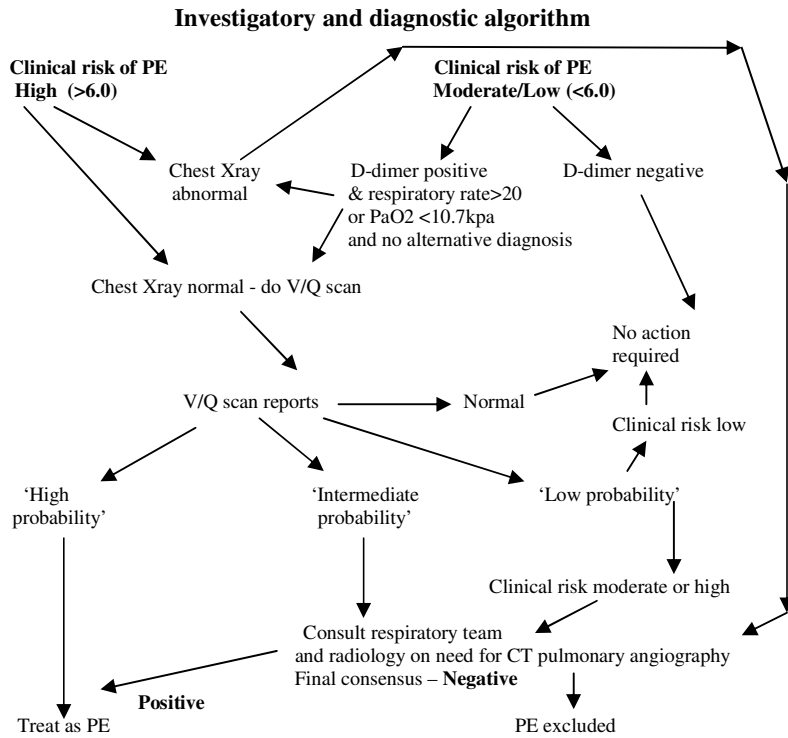 Investigatory and diagnostic algorithm
Clinical risk of PE
High (>6.0)
Clinical risk of PE
Moderate/Low (<6.0)
Chest Xray
abnormal
D-dimer positive
& respiratory rate>20
or PaO2 <10.7kpa
and no alternative diagnosis
D-dimer negative
Chest Xray normal - do V/Q scan
No action
required
V/Q scan reports
Normal
Clinical risk low
‘High
probability’
‘Intermediate
probability’
‘Low probability’
Clinical risk moderate or high
Consult respiratory team
and radiology on need for CT pulmonary angiography
Final consensus – Negative
Positive
Treat as PE
PE excluded